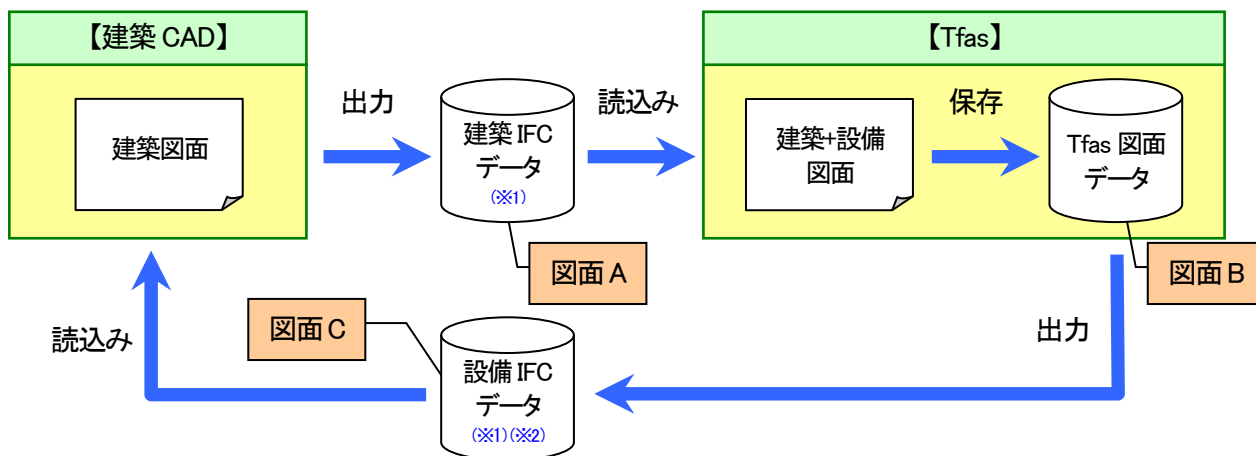 【建築 CAD】
【Tfas】
建築図面
出力
建築 IFC
データ
(※1)
読込み
建築+設備
図面
保存
Tfas 図面
データ
図面 A
図面 B
読込み
図面 C
設備 IFC
データ
(※1)(※2)
出力